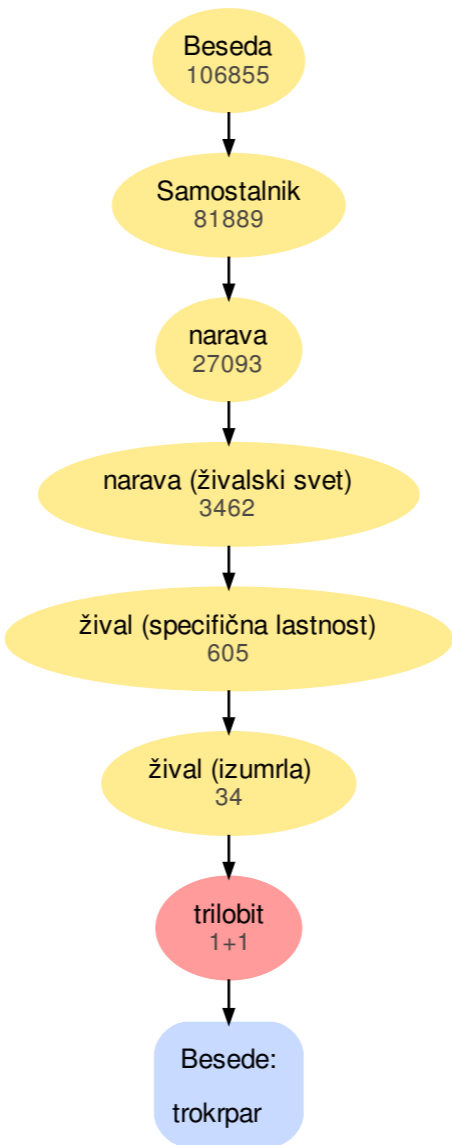 Beseda
106855
Samostalnik
81889
narava
27093
narava (živalski svet)
3462
žival (specifična lastnost)
605
žival (izumrla)
34
trilobit
1+1
Besede:
trokrpar